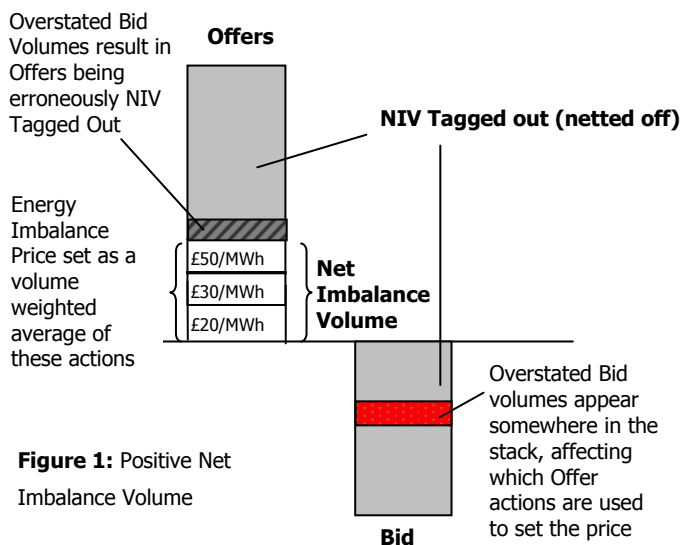 Overstated Bid
Volumes result in
Offers being
erroneously NIV
Tagged Out
Offers
NIV Tagged out (netted off)
Energy
Imbalance
Price set as a
volume
weighted
average of
these actions
£50/MWh
£30/MWh
£20/MWh
Net
Imbalance
Volume
Overstated Bid
volumes appear
somewhere in the
stack, affecting
which Offer
actions are used
to set the price
Figure 1: Positive Net
Imbalance Volume
Bid